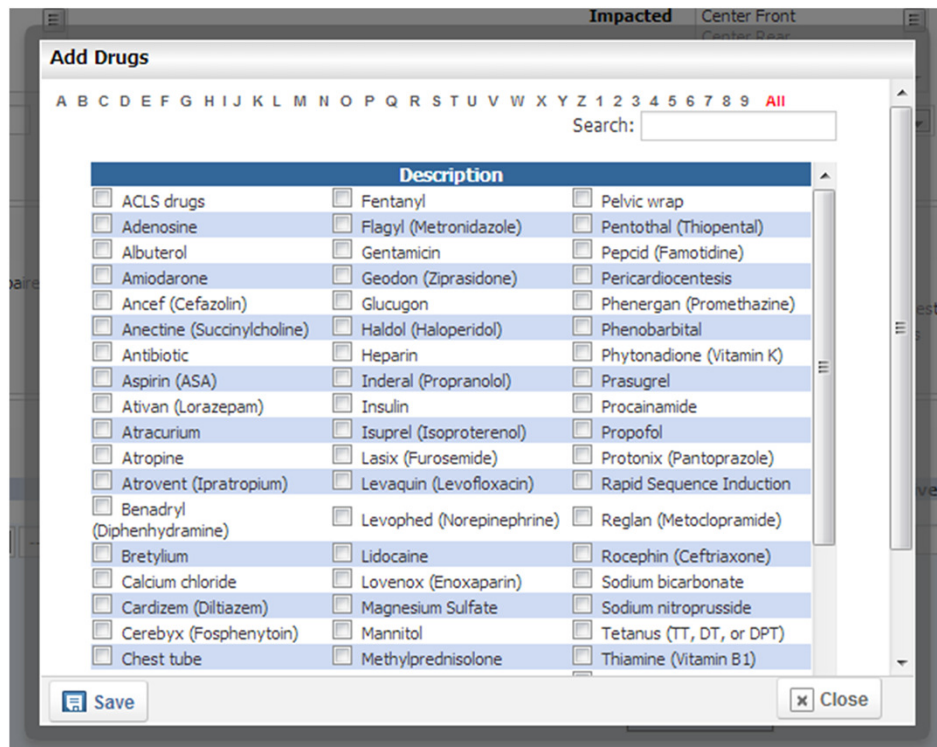 Impacted Center Front
Center Rear
Add Drugs
A B C D E F G H I J K L M N O P Q R S T U V W X Y Z 1 2 3 4 5 6 7 8 9 All
Search:
Description
ACLS drugs Fentanyl Pelvic wrap
Adenosine Flagyl (Metronidazole) Pentothal (Thiopental)
Albuterol Gentamicin Pepcid (Famotidine)
Amiodarone Geodon (Ziprasidone) Pericardiocentesis
Ancef (Cefazolin) Glucugon Phenergan (Promethazine)
Anectine (Succinylcholine) Haldol (Haloperidol) Phenobarbital
Antibiotic Heparin Phytonadione (Vitamin K)
Aspirin (ASA) Inderal (Propranolol) Prasugrel
Ativan (Lorazepam) Insulin Procainamide
Atracurium Isuprel (Isoproterenol) Propofol
Atropine Lasix (Furosemide) Protonix (Pantoprazole)
Atrovent (Ipratropium) Levaquin (Levofloxacin) Rapid Sequence Induction
Benadryl
(Diphenhydramine) Levophed (Norepinephrine) Reglan (Metoclopramide)
Bretylium Lidocaine Rocephin (Ceftriaxone)
Calcium chloride Lovenox (Enoxaparin) Sodium bicarbonate
Cardizem (Diltiazem) Magnesium Sulfate Sodium nitroprusside
Cerebyx (Fosphenytoin) Mannitol Tetanus (TT, DT, or DPT)
Chest tube Methylprednisolone Thiamine (Vitamin B1)
Save Close